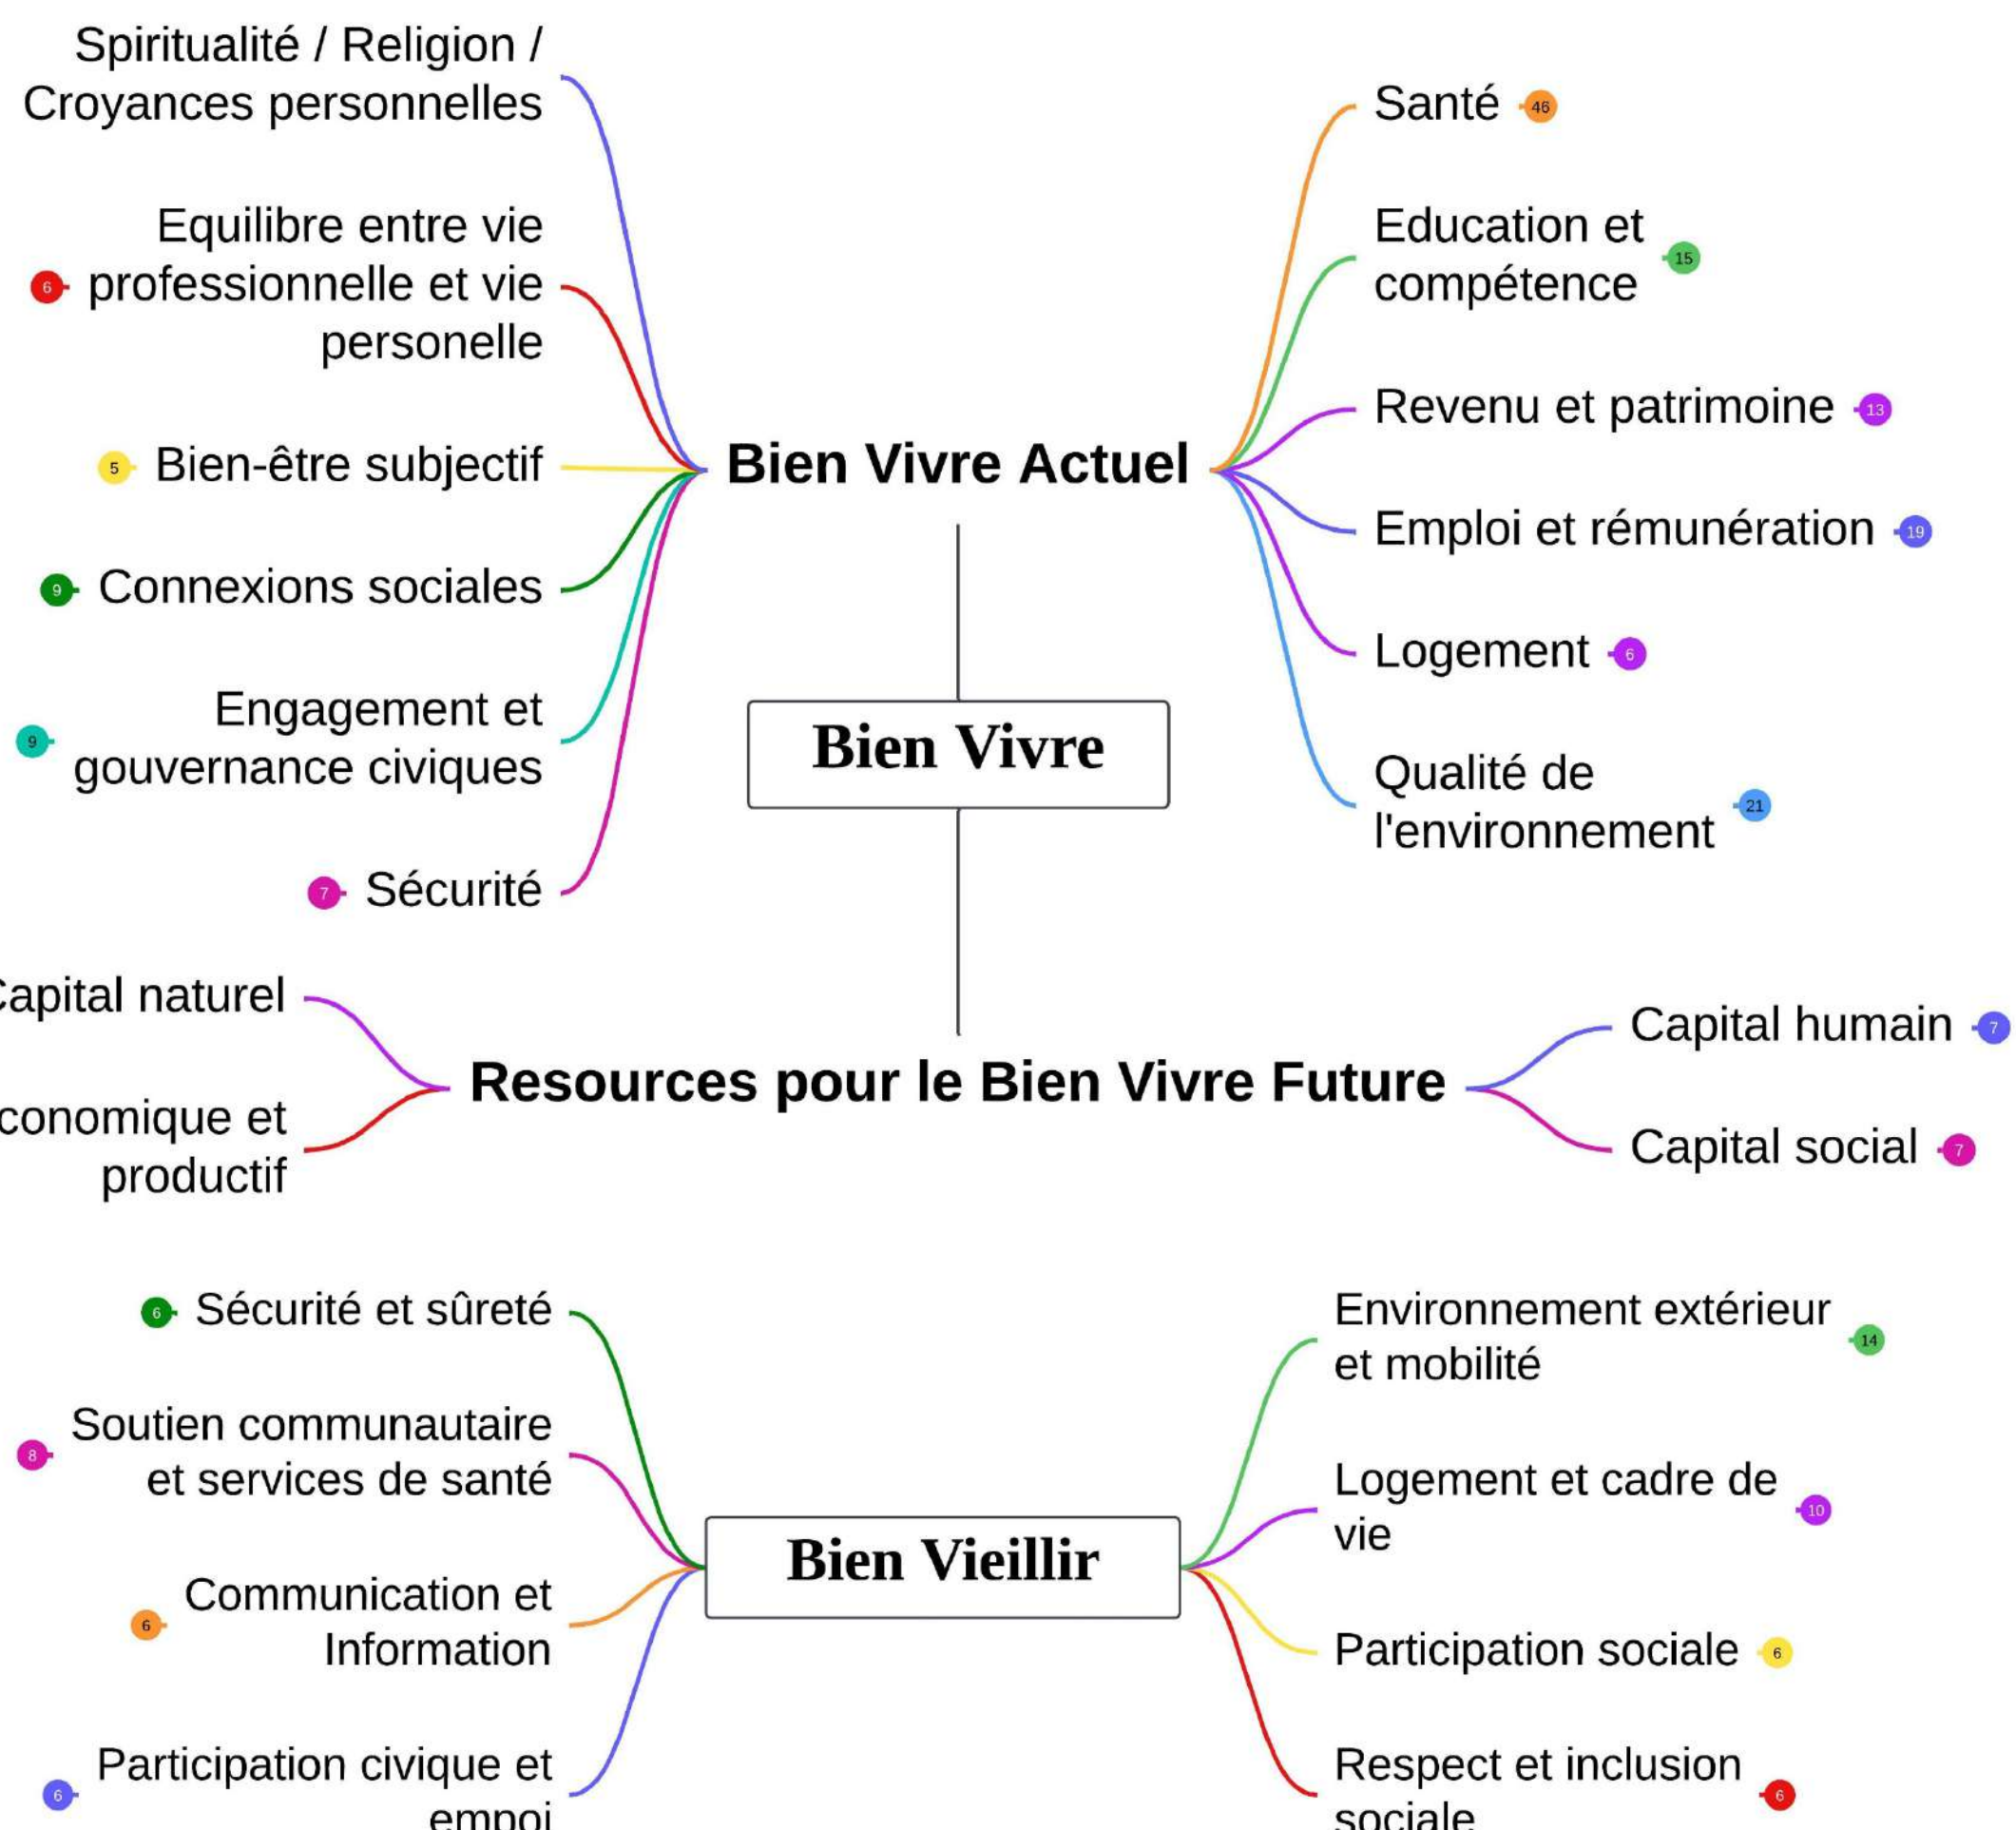 Spiritualité / Religion /
Croyances personnelles
Equilibre entre vie
professionnelle et vie
personelle
6
Bien-être subjectif
5
Connexions sociales
9
Engagement et
gouvernance civiques
9
Sécurité
7
Bien Vivre Actuel
Santé
46
Education et
compétence
15
Revenu et patrimoine
13
Emploi et rémunération
19
Logement
6
Qualité de
l'environnement
21
Bien Vivre
Capital naturel
conomique et
productif
Resources pour le Bien Vivre Future
Capital humain
7
Capital social
7
Sécurité et sûreté
6
Soutien communautaire
et services de santé
8
Communication et
Information
6
Participation civique et
empoi
6
Bien Vieillir
Environnement extérieur
et mobilité
14
Logement et cadre de
vie
10
Participation sociale
6
Respect et inclusion
sociale
6